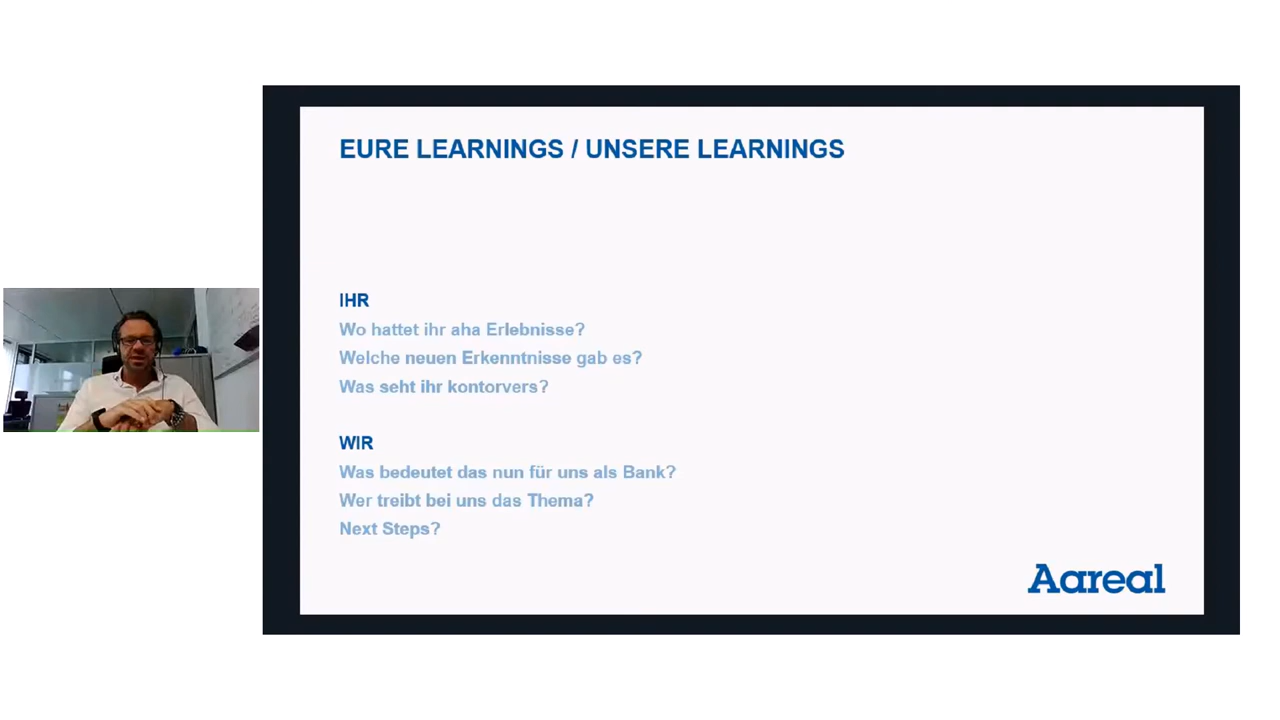 EURE LEARNINGS / UNSERE LEARNINGS
IHR
Wo hattet ihr aha Erlebnisse?
Welche neuen Erkenntnisse gab es?
Was seht ihr kontorvers?
WIR
Was bedeutet das nun für uns als Bank?
Wer treibt bei uns das Thema?
Next Steps?
Aareal